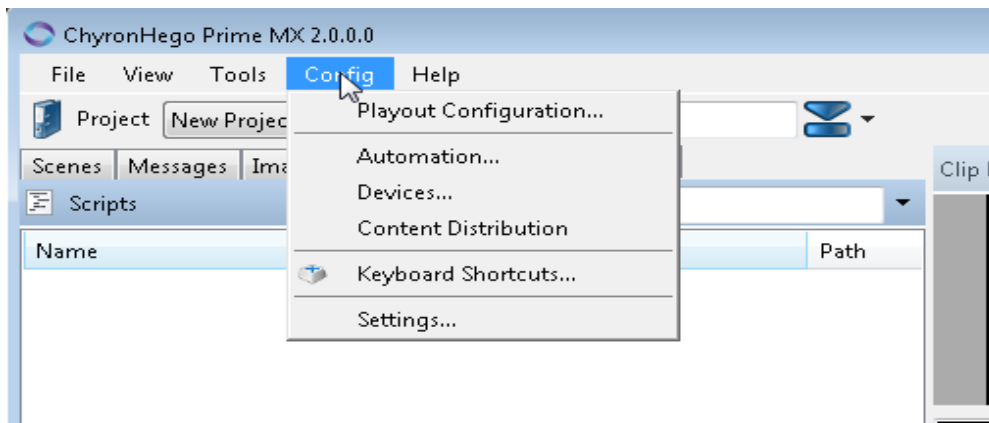 ChyronHego Prime MX 2.0.0.0
File View Tools Config Help
Project New Projec
Playout Configuration...
Automation...
Scenes Messages Ima
Clip
Devices...
Scripts
Content Distribution
Name Path
Keyboard Shortcuts...
Settings...